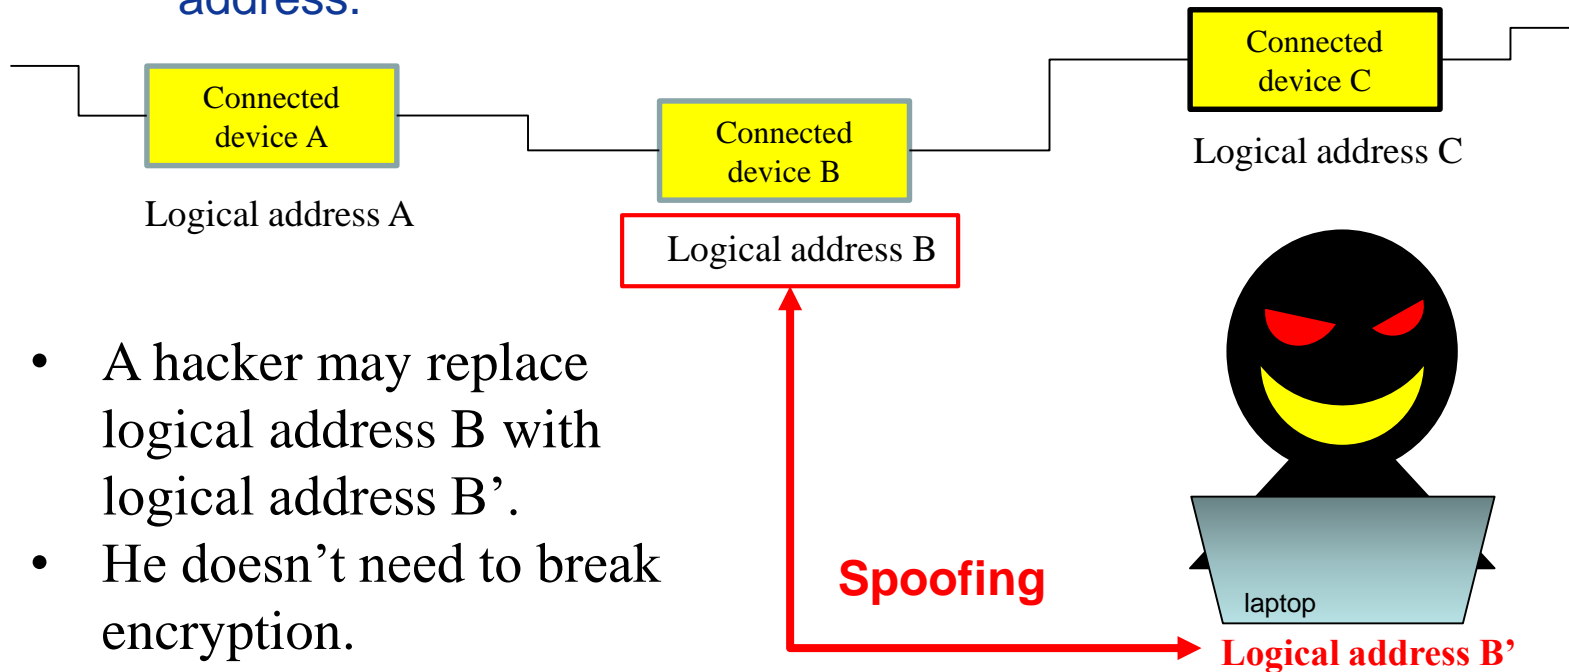 address.
Connected
device A
Logical address A
Connected
device B
Logical address B
Connected
device C
Logical address C
• A hacker may replace
logical address B with
logical address B’.
• He doesn’t need to break
encryption.
Spoofing
laptop
Logical address B’